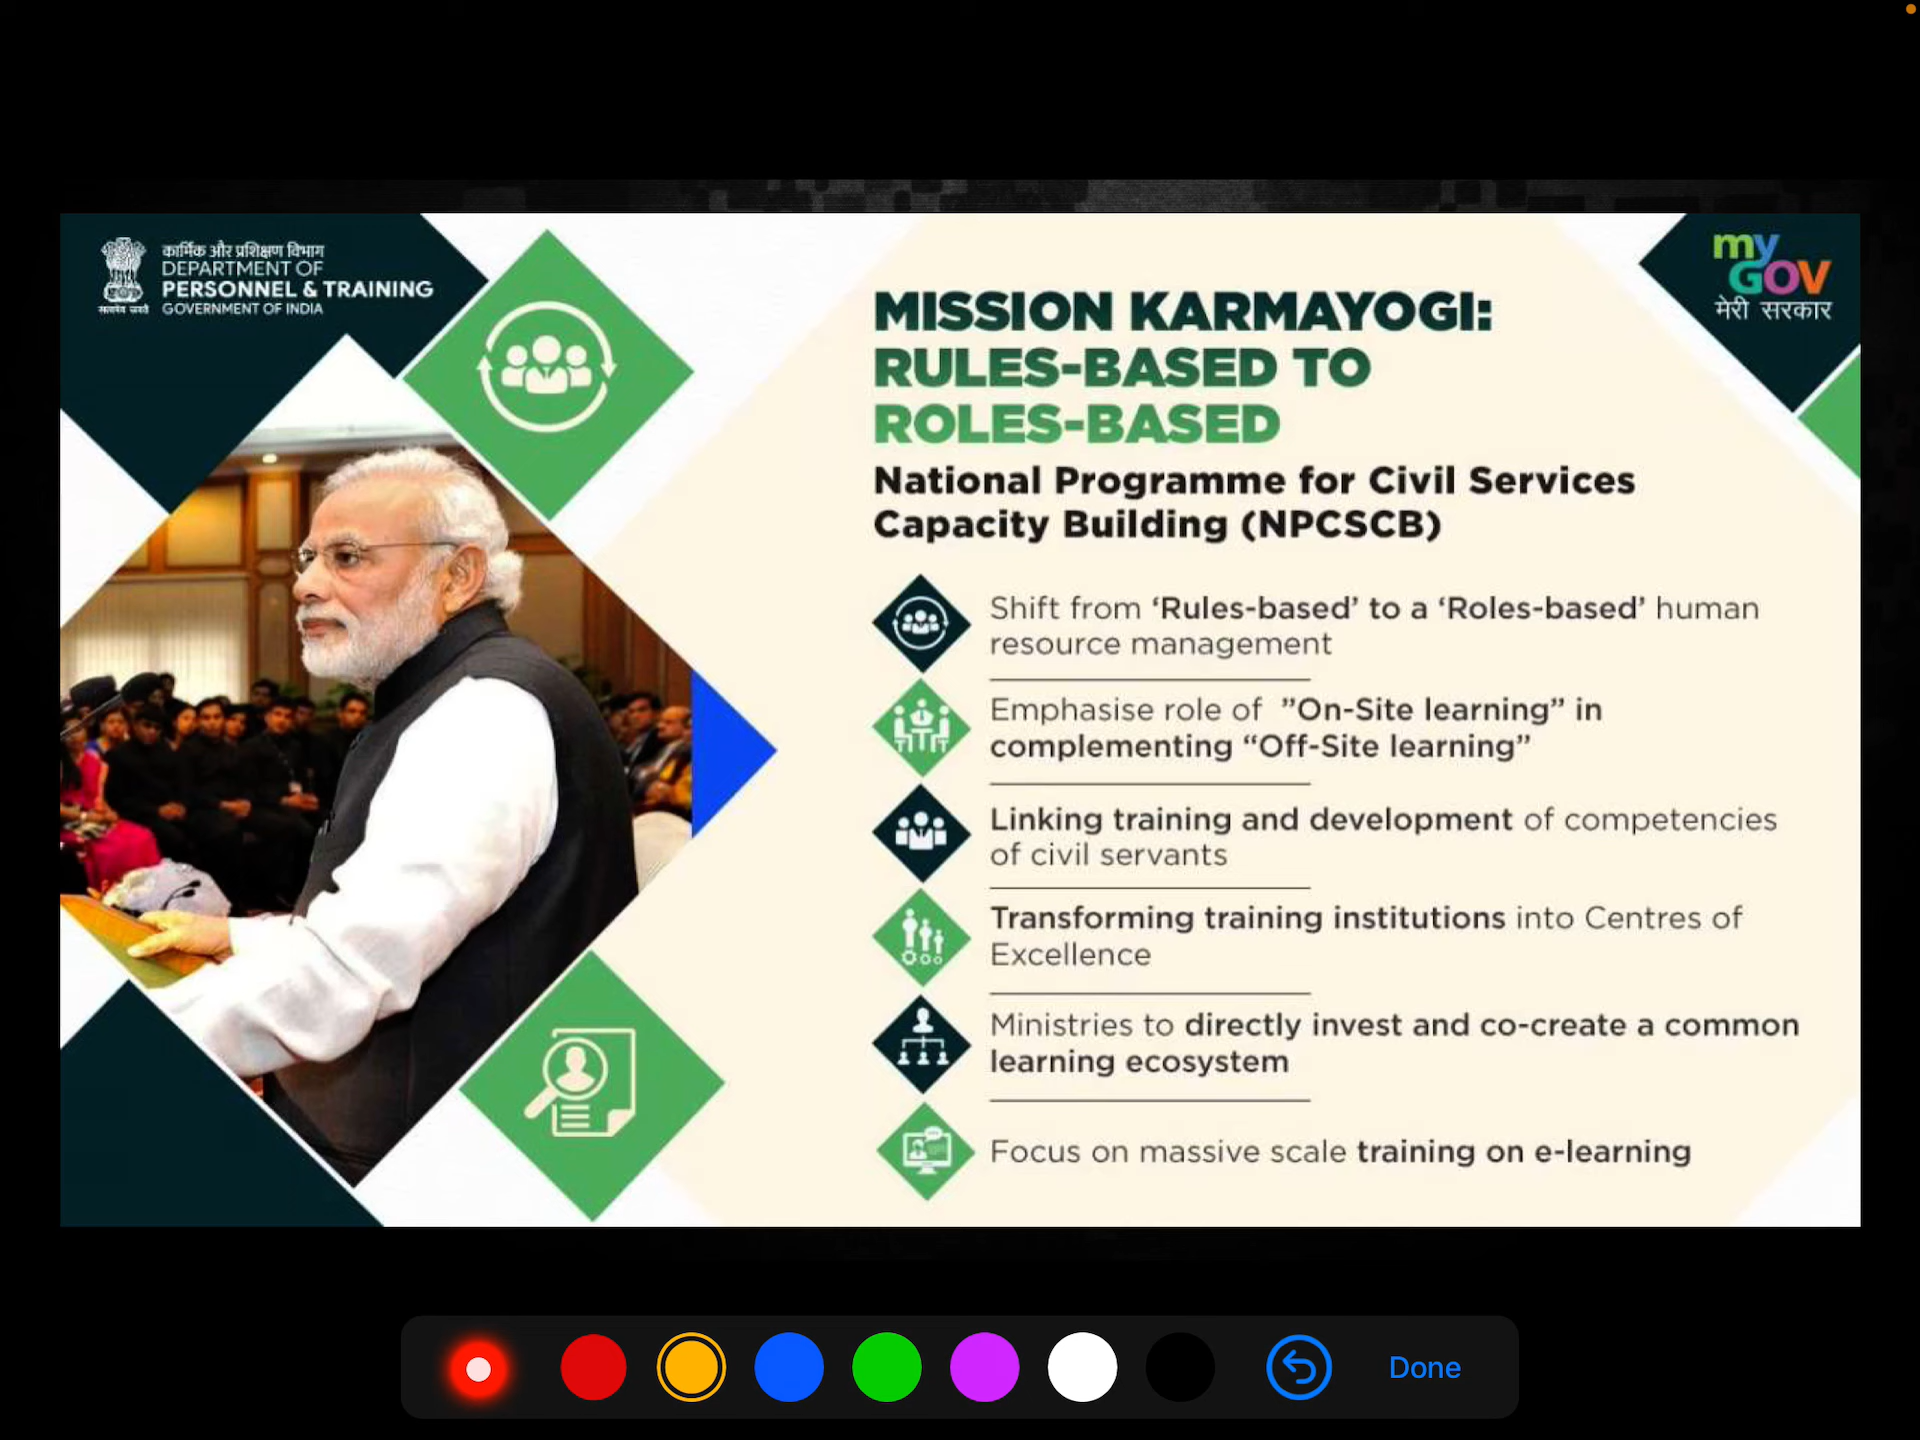 कार्मिक और प्रशिक्षण विभाग
DEPARTMENT OF
PERSONNEL & TRAINING
सत्यमेव जयते GOVERNMENT OF INDIA
my
GOV
मेरी सरकार
MISSION KARMAYOGI:
RULES-BASED TO
ROLES-BASED
National Programme for Civil Services
Capacity Building (NPCSCB)
Shift from ‘Rules-based’ to a ‘Roles-based’ human
resource management
Emphasise role of ”On-Site learning” in
complementing “Off-Site learning”
Linking training and development of competencies
of civil servants
Transforming training institutions into Centres of
Excellence
Ministries to directly invest and co-create a common
learning ecosystem
Focus on massive scale training on e-learning
Done